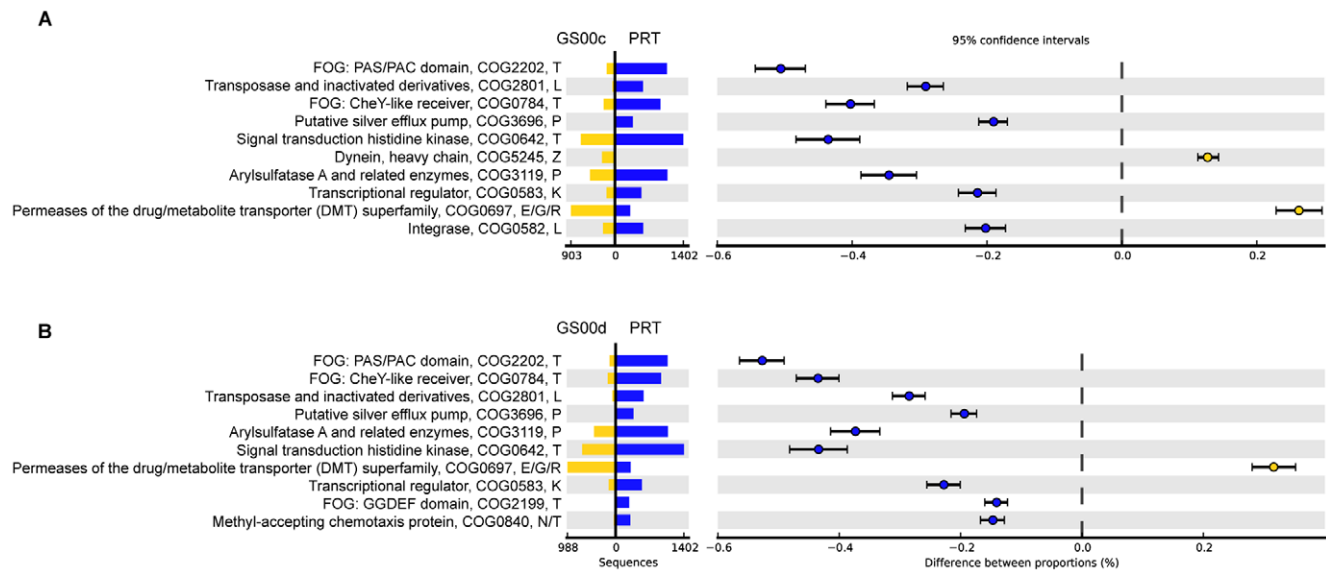 A
GS00c PRT
95% confidence intervals
FOG: PAS/PAC domain, COG2202, T
Transposase and inactivated derivatives, COG2801, L
FOG: CheY-like receiver, COG0784, T
Putative silver efflux pump, COG3696, P
Signal transduction histidine kinase, COG0642, T
Dynein, heavy chain, COG5245, Z
Arylsulfatase A and related enzymes, COG3119, P
Transcriptional regulator, COG0583, K
Permeases of the drug/metabolite transporter (DMT) superfamily, COG0697, E/G/R
Integrase, COG0582, L
903 0 1402 −0.6 −0.4 −0.2 0.0 0.2
B
GS00d PRT
FOG: PAS/PAC domain, COG2202, T
FOG: CheY-like receiver, COG0784, T
Transposase and inactivated derivatives, COG2801, L
Putative silver efflux pump, COG3696, P
Arylsulfatase A and related enzymes, COG3119, P
Signal transduction histidine kinase, COG0642, T
Permeases of the drug/metabolite transporter (DMT) superfamily, COG0697, E/G/R
Transcriptional regulator, COG0583, K
FOG: GGDEF domain, COG2199, T
Methyl-accepting chemotaxis protein, COG0840, N/T
988 0 1402 −0.6 −0.4 −0.2 0.0 0.2
Sequences Difference between proportions (%)